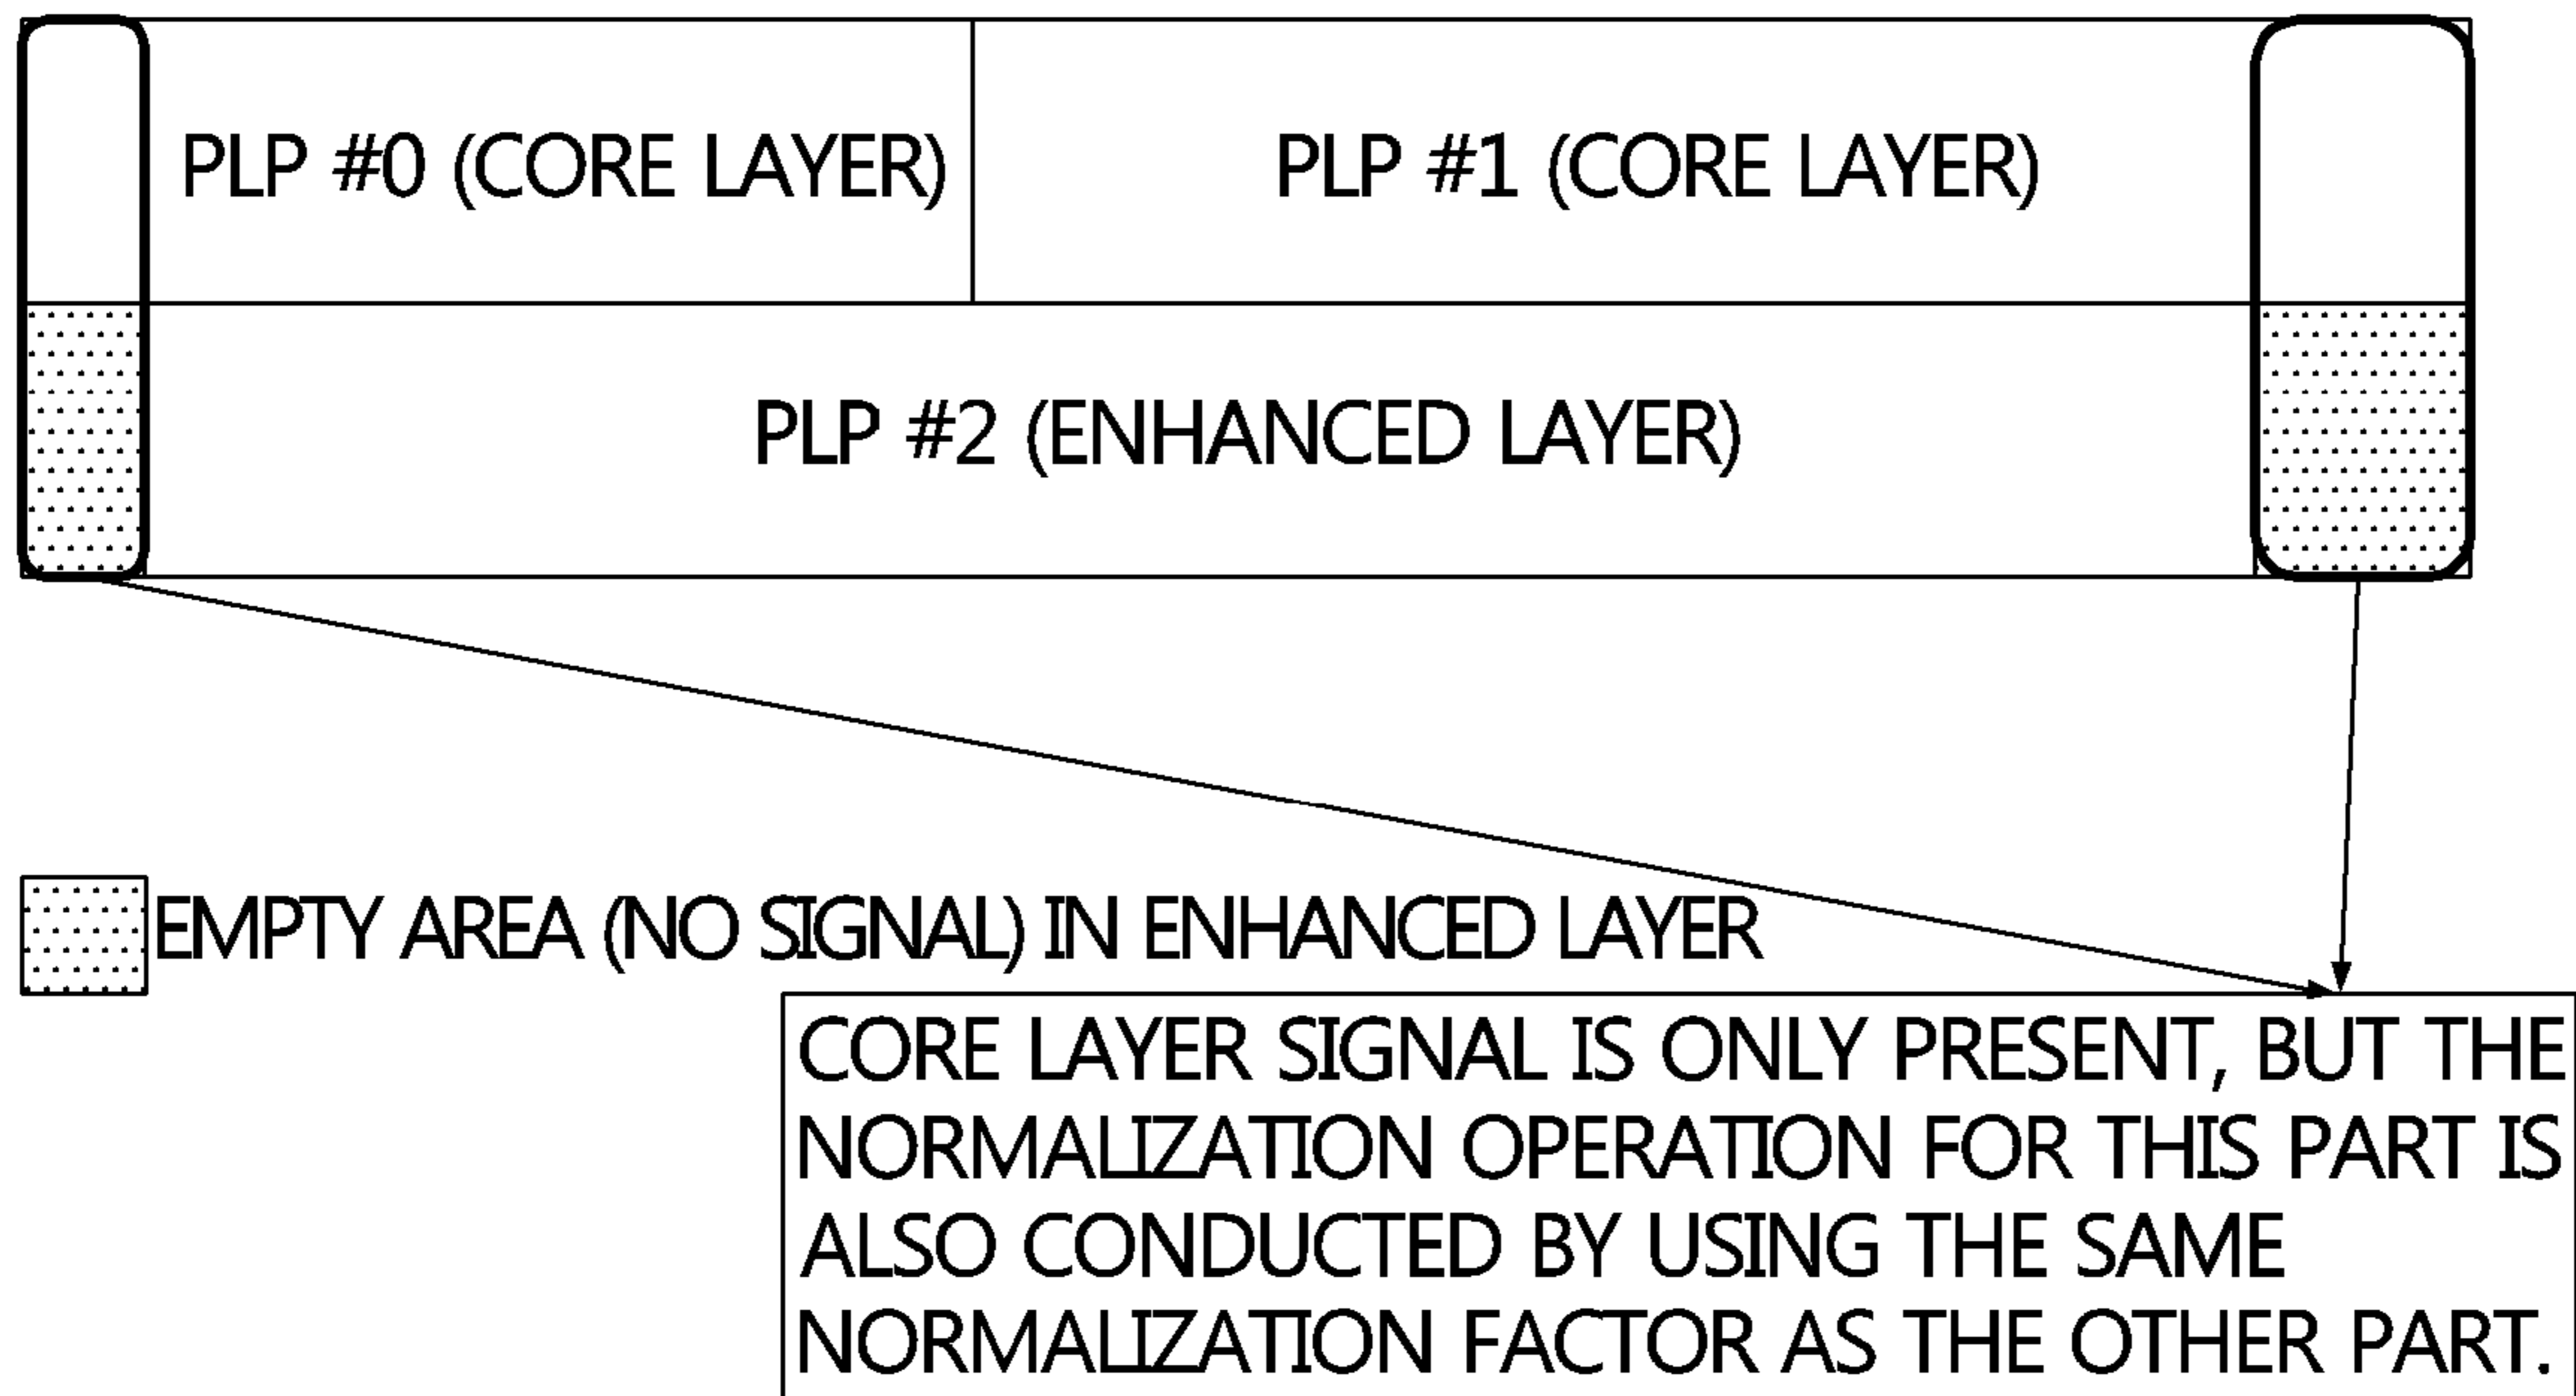 PLP #0 (CORE LAYER)
PLP #1 (CORE LAYER)
PLP #2 (ENHANCED LAYER)
EMPTY AREA (NO SIGNAL) IN ENHANCED LAYER
CORE LAYER SIGNAL IS ONLY PRESENT, BUT THE
NORMALIZATION OPERATION FOR THIS PART IS
ALSO CONDUCTED BY USING THE SAME
NORMALIZATION FACTOR AS THE OTHER PART.